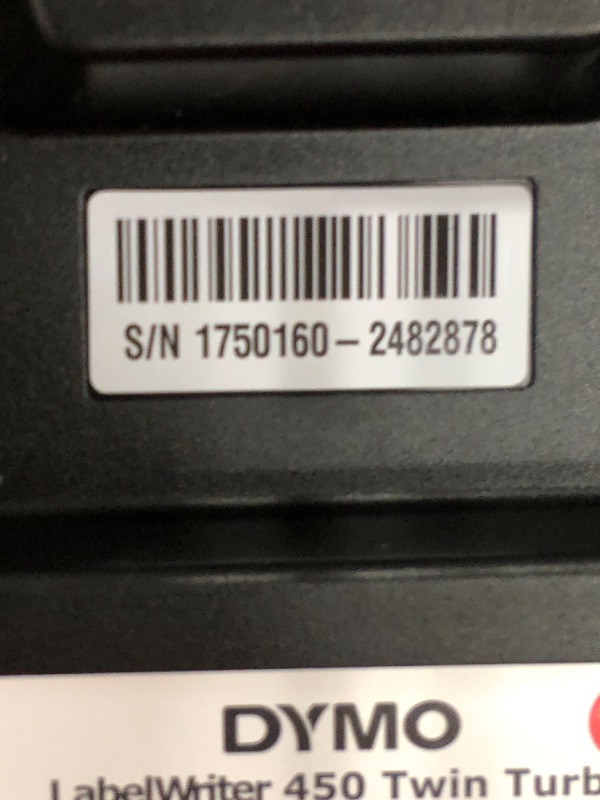 S/N 1750160-2482878
DYMO
LabelWriter 450 Twin Turb